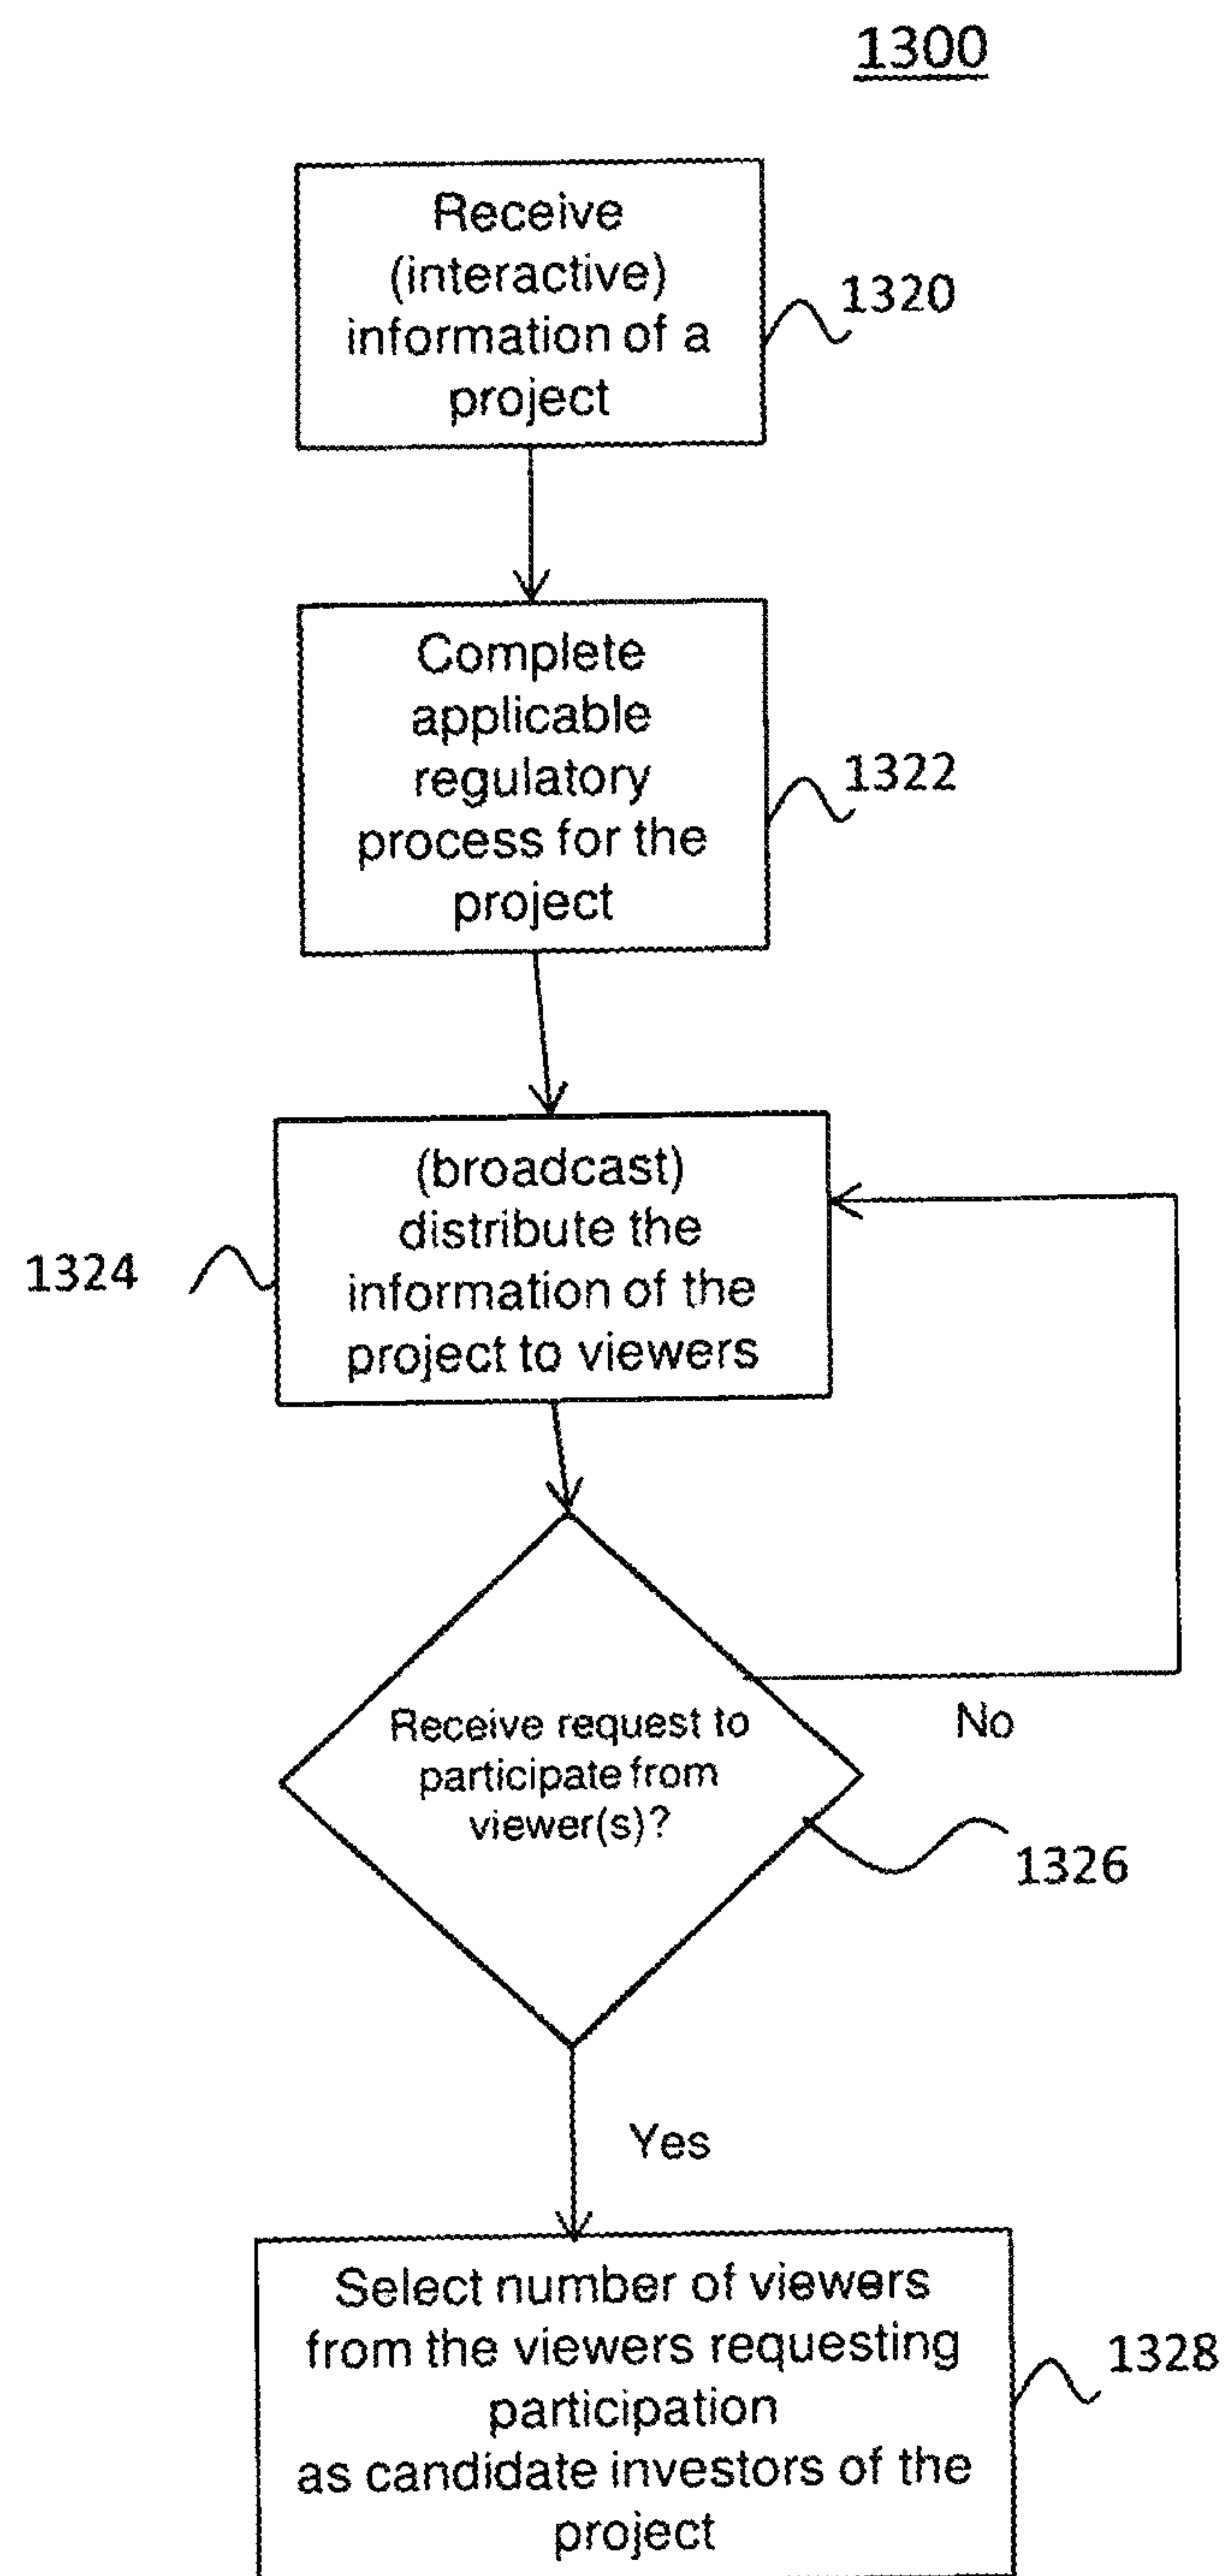 1300
Receive
(interactive)
information of a
project
1320
Complete
applicable
regulatory
process for the
project
1322
(broadcast)
distribute the
information of the
project to viewers
1324
Receive request to
participate from
viewer(s)?
No
1326
Yes
Select number of viewers
from the viewers requesting
participation
as candidate investors of the
project
1328